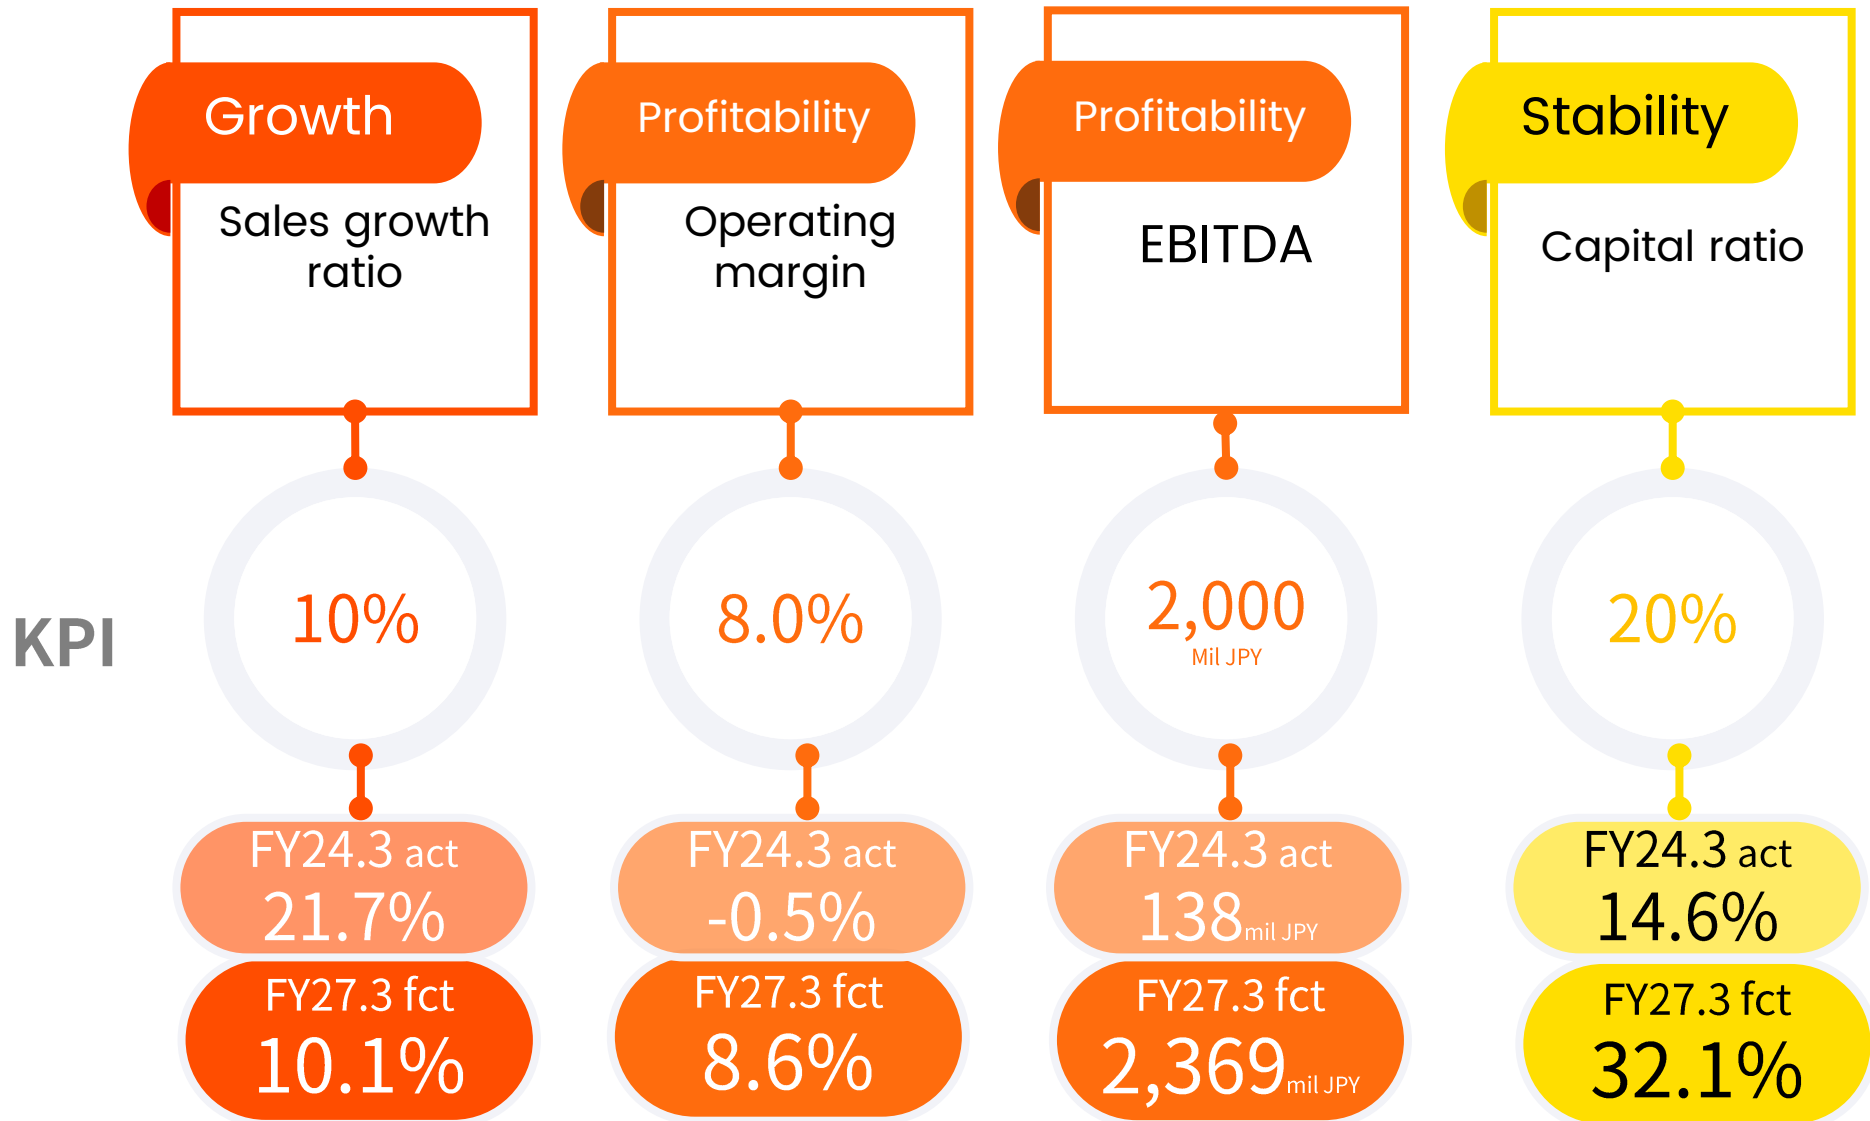 Growth
Sales growth
ratio
Profitability
Operating
margin
Profitability
EBITDA
Stability
Capital ratio
KPI
10%
8.0%
2,000
Mil JPY
20%
FY24.3 act
21.7%
FY27.3 fct
10.1%
FY24.3 act
-0.5%
FY27.3 fct
8.6%
FY24.3 act
138mil JPY
FY27.3 fct
2,369mil JPY
FY24.3 act
14.6%
FY27.3 fct
32.1%